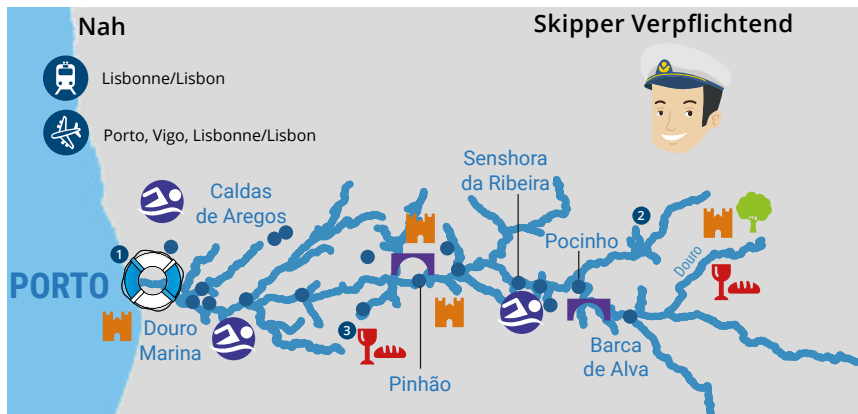 Nah
Skipper Verpflichtend
Lisbonne/Lisbon
Porto, Vigo, Lisbonne/Lisbon
Senshora
da Ribeira
Caldas
de Aregos
2
Pocinho
1
Douro
PORTO
Douro
Marina
3
Barca
de Alva
Pinhão